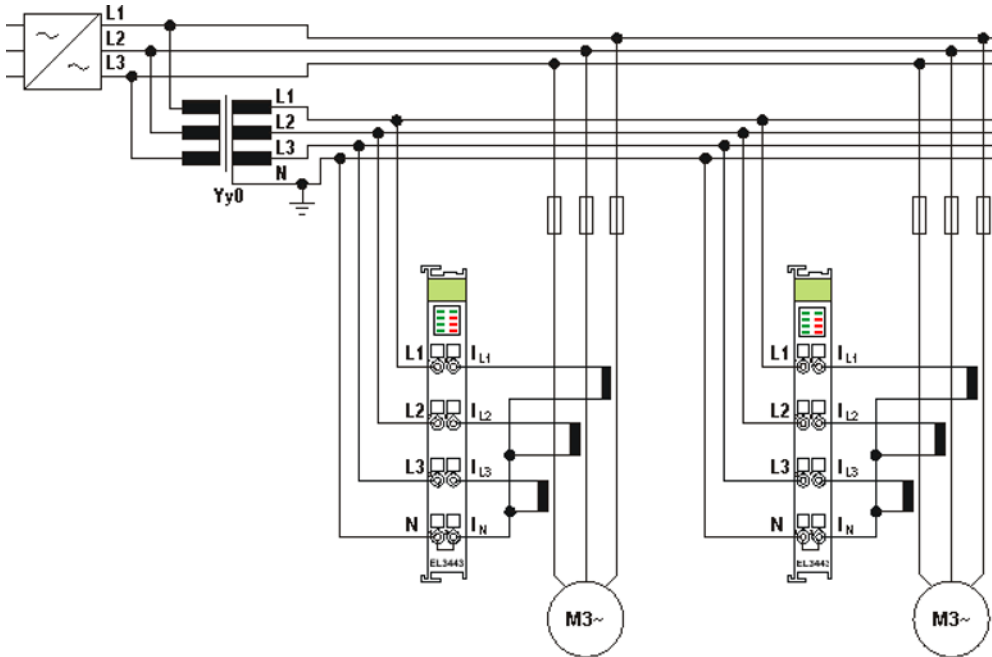 L1
L2
L3
L1
L2
L3
N
Yy0
L1 IL1
L2 IL2
L3 IL3
N IN
EL3443
M3~
L1 IL1
L2 IL2
L3 IL3
N IN
EL3443
M3~